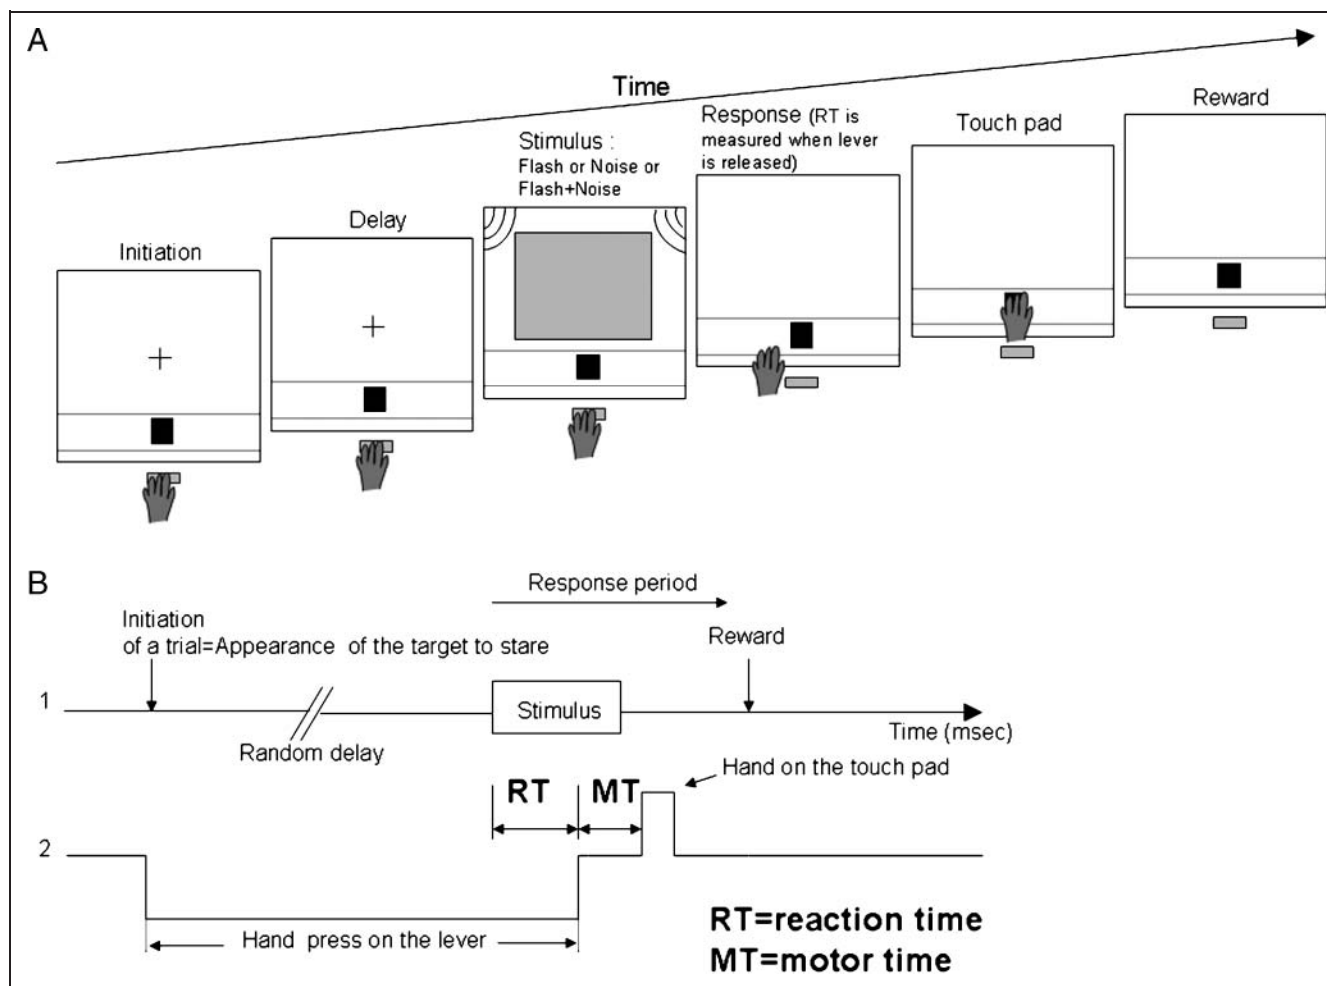 A
Time
Initiation
Delay
Stimulus :
Flash or Noise or
Flash+Noise
Response (RT is
measured when lever
is released)
Touch pad
Reward
B
Response period
Initiation
of a trial=Appearance of the target to stare
Reward
1
Stimulus
Random delay
Time (msec)
Hand on the touch pad
RT
MT
2
Hand press on the lever
RT=reaction time
MT=motor time